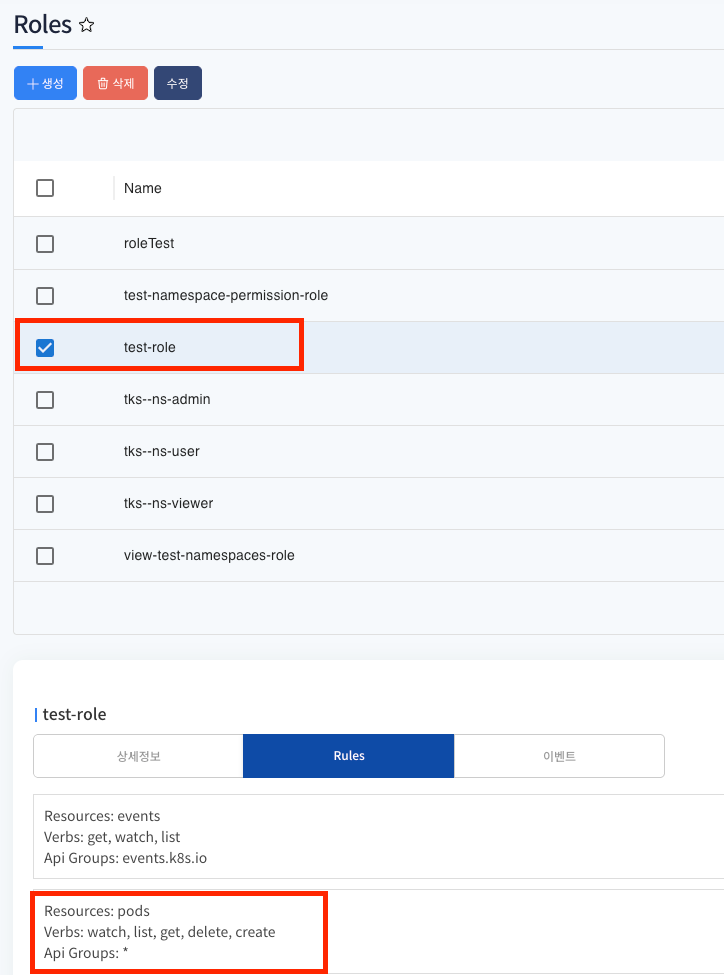 Roles
생성 삭제 수정
Name
roleTest
test-namespace-permission-role
test-role
tks--ns-admin
tks--ns-user
tks--ns-viewer
view-test-namespaces-role
test-role
상세정보 Rules 이벤트
Resources: events
Verbs: get, watch, list
Api Groups: events.k8s.io
Resources: pods
Verbs: watch, list, get, delete, create
Api Groups: *